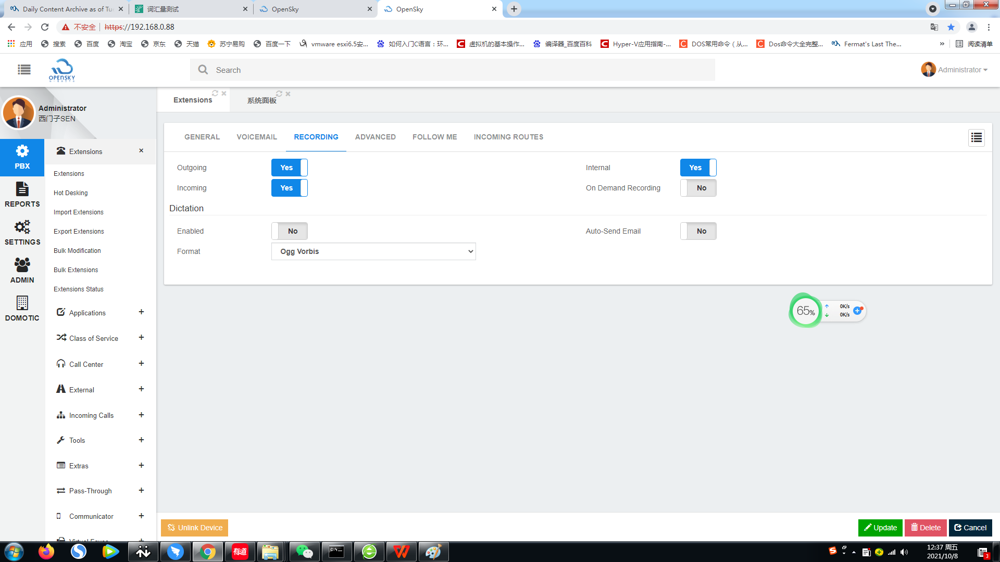 Daily Content Archive as of Tue
词汇量测试
OpenSky
OpenSky
不安全
https://192.168.0.88
应用
搜索
百度
淘宝
京东
天猫
苏宁易购
百度一下
vmware esxi6.5安...
如何入门C语言：环...
虚拟机的基本操作...
编译器_百度百科
Hyper-V应用指南-...
DOS常用命令（从...
Dos命令大全完整...
Fermat's Last The...
»
阅读清单
OPENSKY
Search
Administrator
Administrator
西门子SEN
Extensions
系统面板
PBX
REPORTS
SETTINGS
ADMIN
DOMOTIC
Extensions
Extensions
Hot Desking
Import Extensions
Export Extensions
Bulk Modification
Bulk Extensions
Extensions Status
Applications
Class of Service
Call Center
External
Incoming Calls
Tools
Extras
Pass-Through
Communicator
GENERAL
VOICEMAIL
RECORDING
ADVANCED
FOLLOW ME
INCOMING ROUTES
Outgoing
Yes
Internal
Yes
Incoming
Yes
On Demand Recording
No
Dictation
Enabled
No
Auto-Send Email
No
Format
Ogg Vorbis
65%
0K/s
0K/s
Unlink Device
Update
Delete
Cancel
有道
C:\
12:37 周五
2021/10/8
3